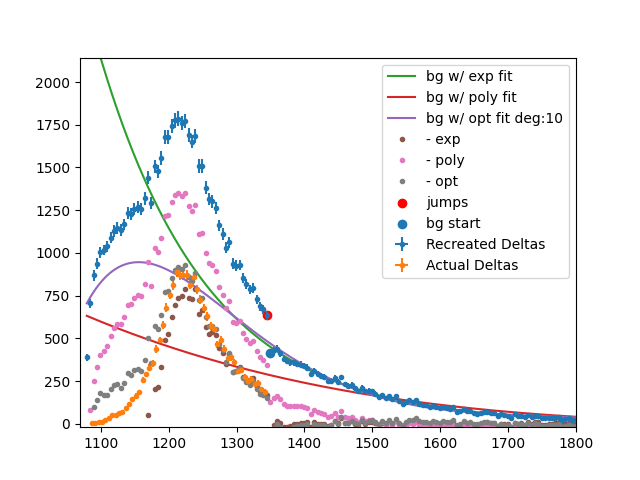 2000
1750
1500
1250
1000
750
500
250
0
1100 1200 1300 1400 1500 1600 1700 1800
bg w/ exp fit
bg w/ poly fit
bg w/ opt fit deg:10
- exp
- poly
- opt
jumps
bg start
Recreated Deltas
Actual Deltas